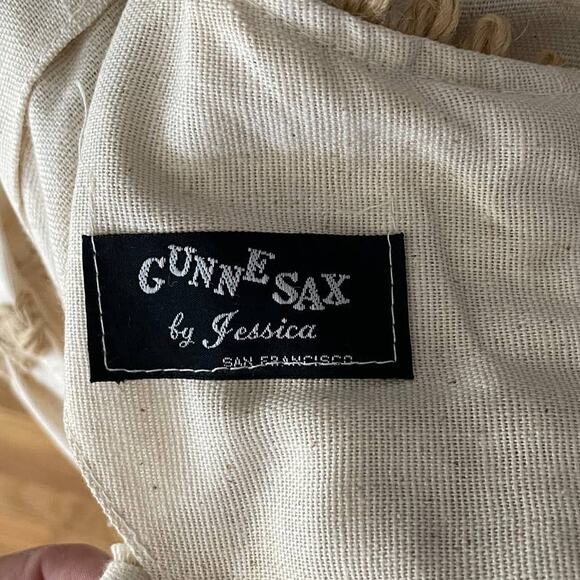 GUNNE SAX
by Jessica
SAN FRANCISCO